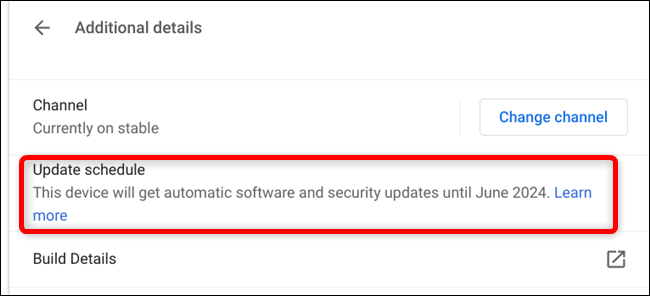 Additional details
Channel
Currently on stable
Change channel
Update schedule
This device will get automatic software and security updates until June 2024. Learn
more
Build Details